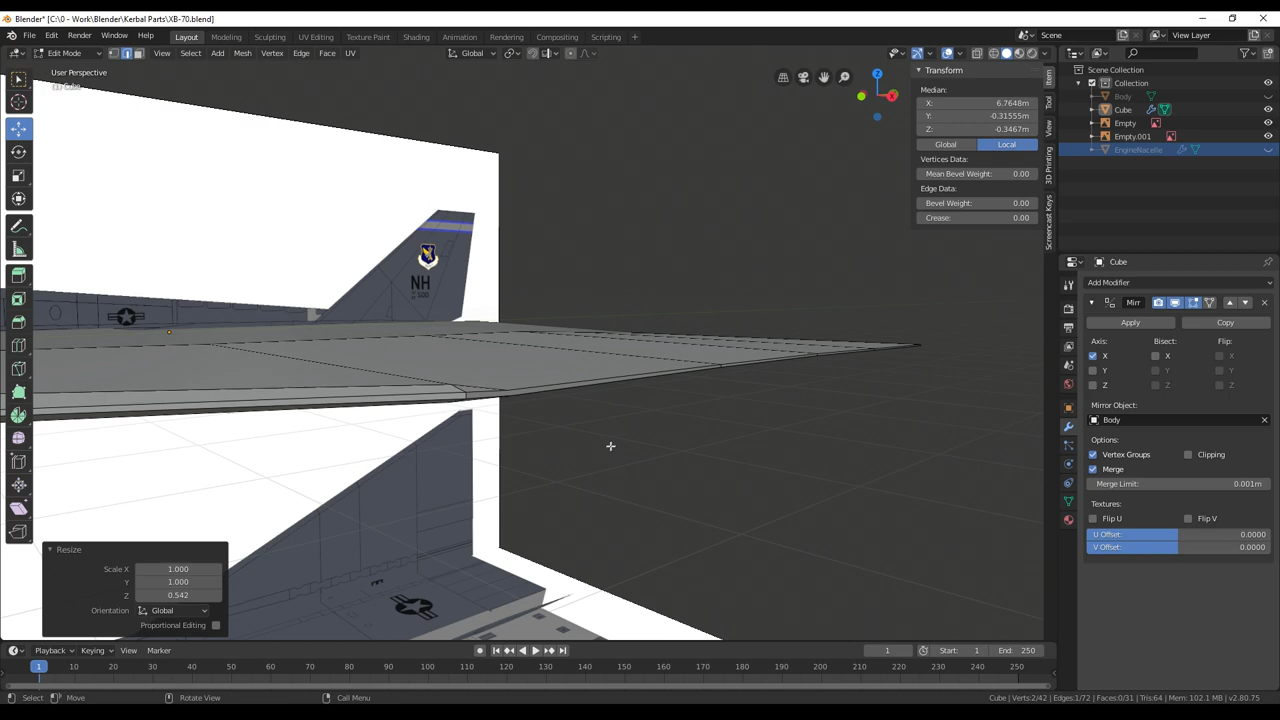 Blender* [C:\0 - Work\Blender\Kerbal Parts\XB-70.blend]
File Edit Render Window Help Layout Modeling Sculpting UV Editing Texture Paint Shading Animation Rendering Compositing Scripting + Scene View Layer
Edit Mode View Select Add Mesh Vertex Edge Face UV Global
User Perspective
(1) Cube
Transform
Median:
X: 6.7648m
Y: -0.31555m
Z: -0.3467m
Global Local
Vertices Data:
Mean Bevel Weight: 0.00
Edge Data:
Bevel Weight: 0.00
Crease: 0.00
Item
Tool
View
3D Printing
Screencast Keys
Z
X
NH
500
Scene Collection
Collection
Body
Cube
Empty
Empty.001
EngineNacelle
Cube
Add Modifier
Mirr
Apply Copy
Axis: Bisect: Flip:
X X X
Y Y Y
Z Z Z
Mirror Object:
Body
Options:
Vertex Groups Clipping
Merge
Merge Limit: 0.001m
Textures:
Flip U Flip V
U Offset: 0.0000
V Offset: 0.0000
Resize
Scale X 1.000
Y 1.000
Z 0.542
Orientation Global
Proportional Editing
Playback Keying View Marker 1 Start: 1 End: 250
1 10 20 30 40 50 60 70 80 90 100 110 120 130 140 150 160 170 180 190 200 210 220 230 240 250
Select Move Rotate View Call Menu Cube | Verts:2/42 | Edges:1/72 | Faces:0/31 | Tris:64 | Mem: 102.1 MB | v2.80.75